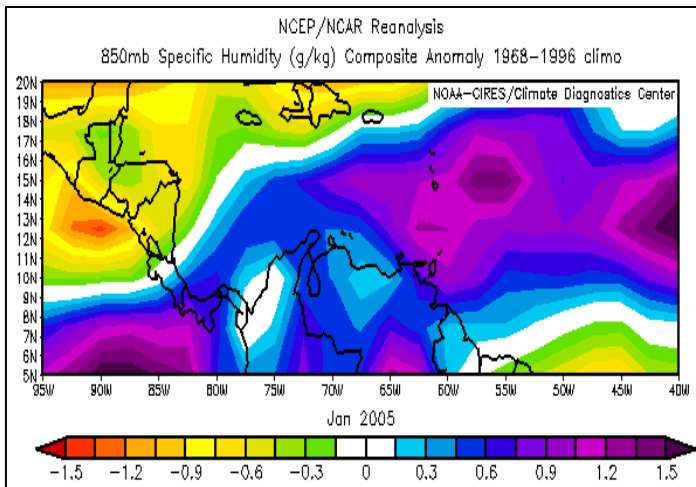 NCEP/NCAR Reanalysis
850mb Specific Humidity (g/kg) Composite Anomaly 1968-1996 climo
NOAA-CIRES/Climate Diagnostics Center
20N
19N
18N
17N
16N
15N
14N
13N
12N
11N
10N
9N
8N
7N
6N
5N
95W 90W 85W 80W 75W 70W 65W 60W 55W 50W 45W 40W
Jan 2005
-1.5 -1.2 -0.9 -0.6 -0.3 0 0.3 0.6 0.9 1.2 1.5